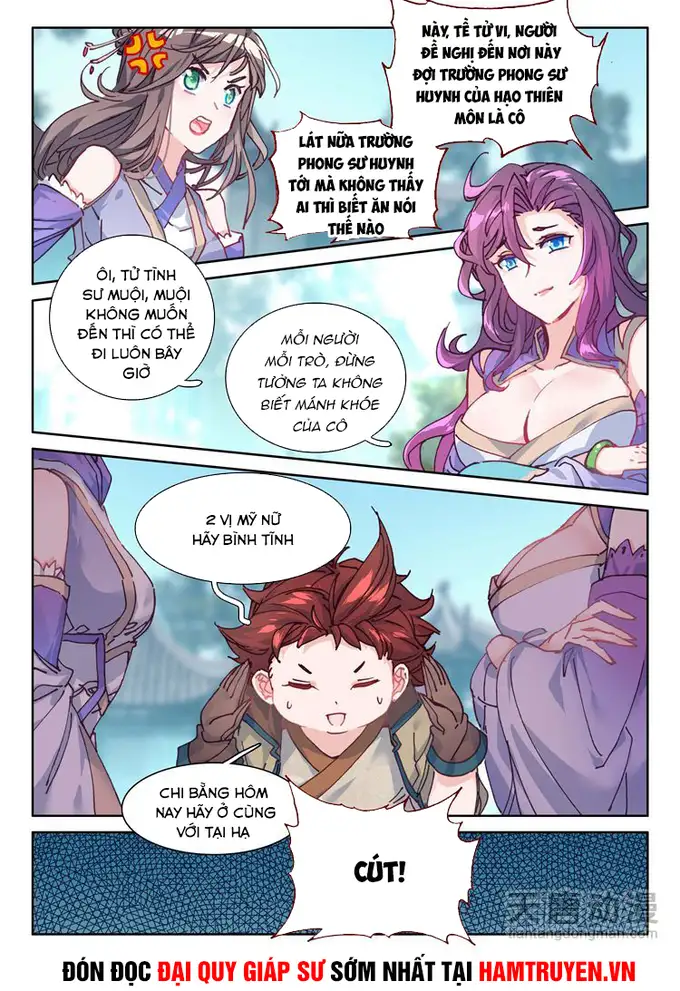 NÀY, TỀ TỬ VI, NGƯỜI
ĐỀ NGHỊ ĐẾN NƠI NÀY
ĐỢI TRƯỜNG PHONG SƯ
HUYNH CỦA HẠO THIÊN
MÔN LÀ CÔ
LÁT NỮA TRƯỜNG
PHONG SƯ HUYNH
TỚI MÀ KHÔNG THẤY
AI THÌ BIẾT ĂN NÓI
THẾ NÀO
ÔI, TỬ TÌNH
SƯ MUỘI, MUỘI
KHÔNG MUỐN
ĐẾN THÌ CÓ THỂ
ĐI LUÔN BÂY
GIỜ
MỖI NGƯỜI
MỖI TRÒ, ĐỪNG
TƯỞNG TA KHÔNG
BIẾT MÁNH KHÓE
CỦA CÔ
2 VỊ MỸ NỮ
HÃY BÌNH TĨNH
CHI BẰNG HÔM
NAY HÃY Ở CÙNG
VỚI TẠI HẠ
CÚT!
天唐动漫
tiantangdongman.com
ĐÓN ĐỌC ĐẠI QUY GIÁP SƯ SỚM NHẤT TẠI HAMTRUYEN.VN